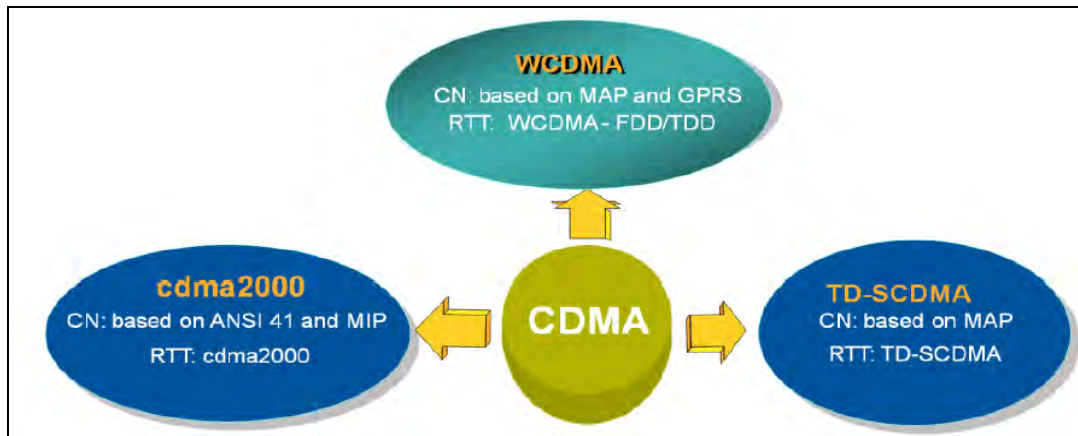 WCDMA
CN: based on MAP and GPRS
RTT: WCDMA - FDD/TDD
cdma2000
CN: based on ANSI 41 and MIP
RTT: cdma2000
CDMA
TD-SCDMA
CN: based on MAP
RTT: TD-SCDMA